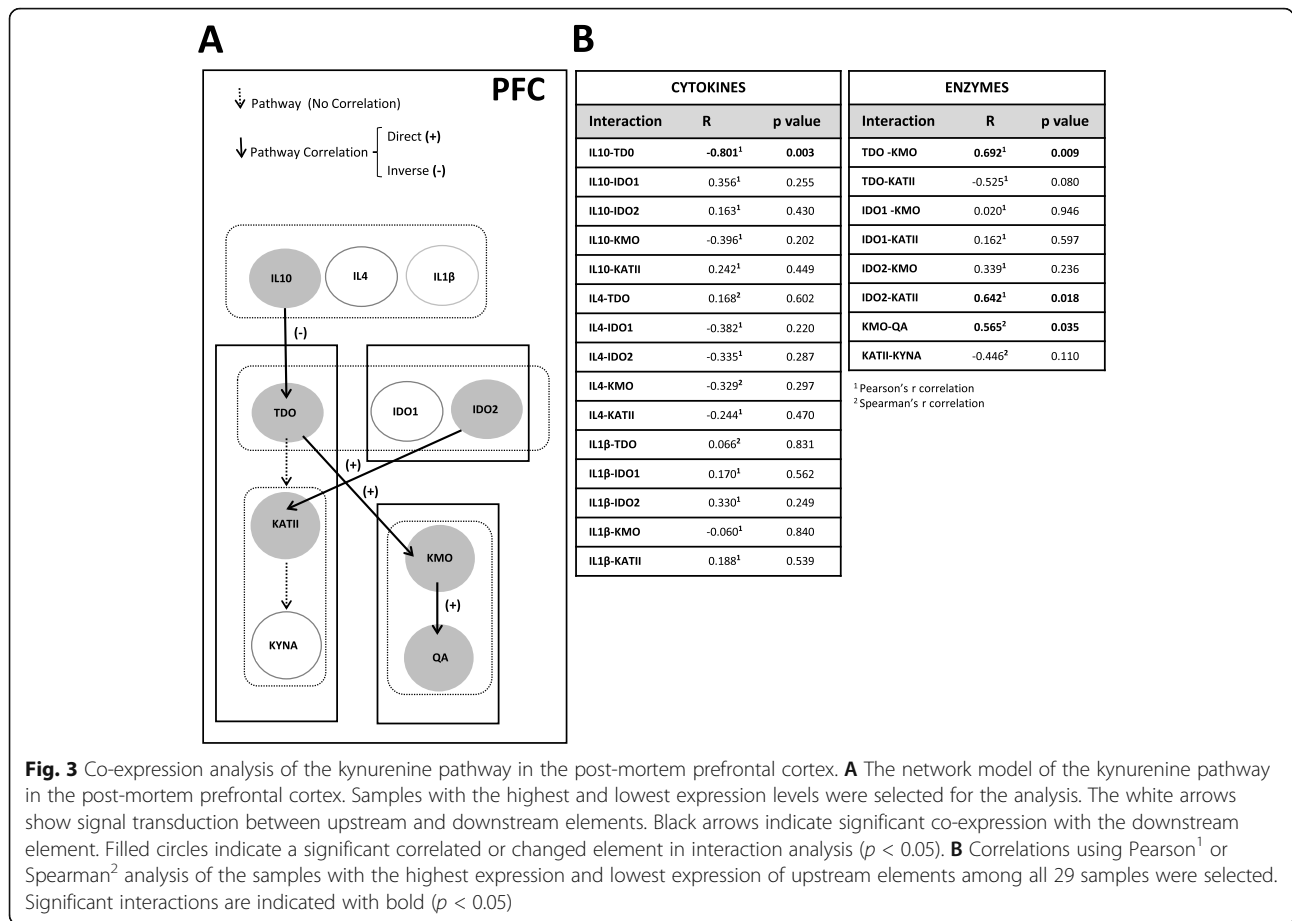 A
PFC
Pathway (No Correlation)
Pathway Correlation
Direct (+)
Inverse (-)
IL10
IL4
IL1β
(-)
TDO
IDO1
IDO2
(+)
(+)
KATII
KMO
(+)
KYNA
QA
B
CYTOKINES
Interaction R p value
IL10-TD0 -0.801¹ 0.003
IL10-IDO1 0.356¹ 0.255
IL10-IDO2 0.163¹ 0.430
IL10-KMO -0.396¹ 0.202
IL10-KATII 0.242¹ 0.449
IL4-TDO 0.168² 0.602
IL4-IDO1 -0.382¹ 0.220
IL4-IDO2 -0.335¹ 0.287
IL4-KMO -0.329² 0.297
IL4-KATII -0.244¹ 0.470
IL1β-TDO 0.066² 0.831
IL1β-IDO1 0.170¹ 0.562
IL1β-IDO2 0.330¹ 0.249
IL1β-KMO -0.060¹ 0.840
IL1β-KATII 0.188¹ 0.539
ENZYMES
Interaction R p value
TDO -KMO 0.692¹ 0.009
TDO-KATII -0.525¹ 0.080
IDO1 -KMO 0.020¹ 0.946
IDO1-KATII 0.162¹ 0.597
IDO2-KMO 0.339¹ 0.236
IDO2-KATII 0.642¹ 0.018
KMO-QA 0.565² 0.035
KATII-KYNA -0.446² 0.110
¹ Pearson's r correlation
² Spearman's r correlation
Fig. 3 Co-expression analysis of the kynurenine pathway in the post-mortem prefrontal cortex. A The network model of the kynurenine pathway
in the post-mortem prefrontal cortex. Samples with the highest and lowest expression levels were selected for the analysis. The white arrows
show signal transduction between upstream and downstream elements. Black arrows indicate significant co-expression with the downstream
element. Filled circles indicate a significant correlated or changed element in interaction analysis (p < 0.05). B Correlations using Pearson¹ or
Spearman² analysis of the samples with the highest expression and lowest expression of upstream elements among all 29 samples were selected.
Significant interactions are indicated with bold (p < 0.05)